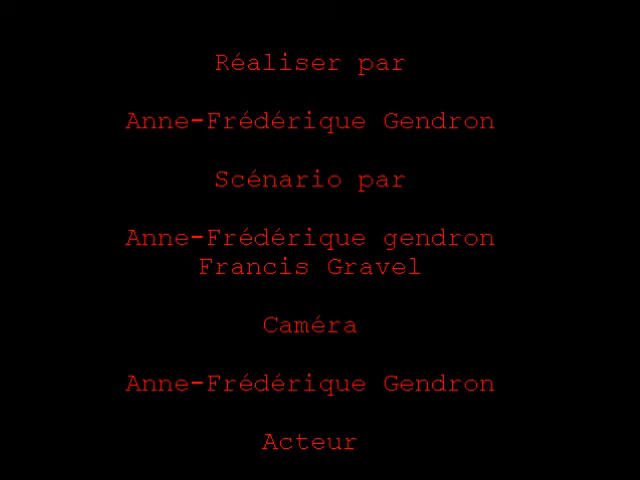 Réaliser par
Anne-Frédérique Gendron
Scénario par
Anne-Frédérique gendron
Francis Gravel
Caméra
Anne-Frédérique Gendron
Acteur